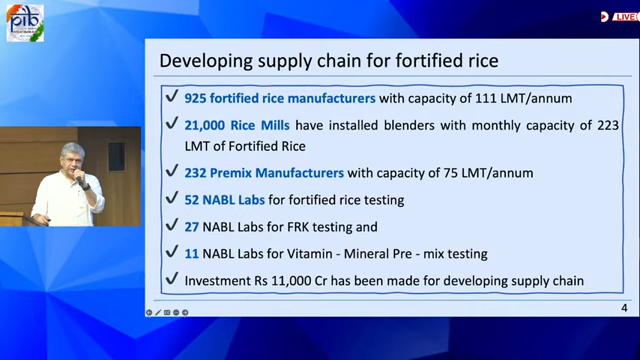 pib
LIVE
Developing supply chain for fortified rice
✓ 925 fortified rice manufacturers with capacity of 111 LMT/annum
✓ 21,000 Rice Mills have installed blenders with monthly capacity of 223
LMT of Fortified Rice
✓ 232 Premix Manufacturers with capacity of 75 LMT/annum
✓ 52 NABL Labs for fortified rice testing
✓ 27 NABL Labs for FRK testing and
✓ 11 NABL Labs for Vitamin - Mineral Pre - mix testing
✓ Investment Rs 11,000 Cr has been made for developing supply chain
4